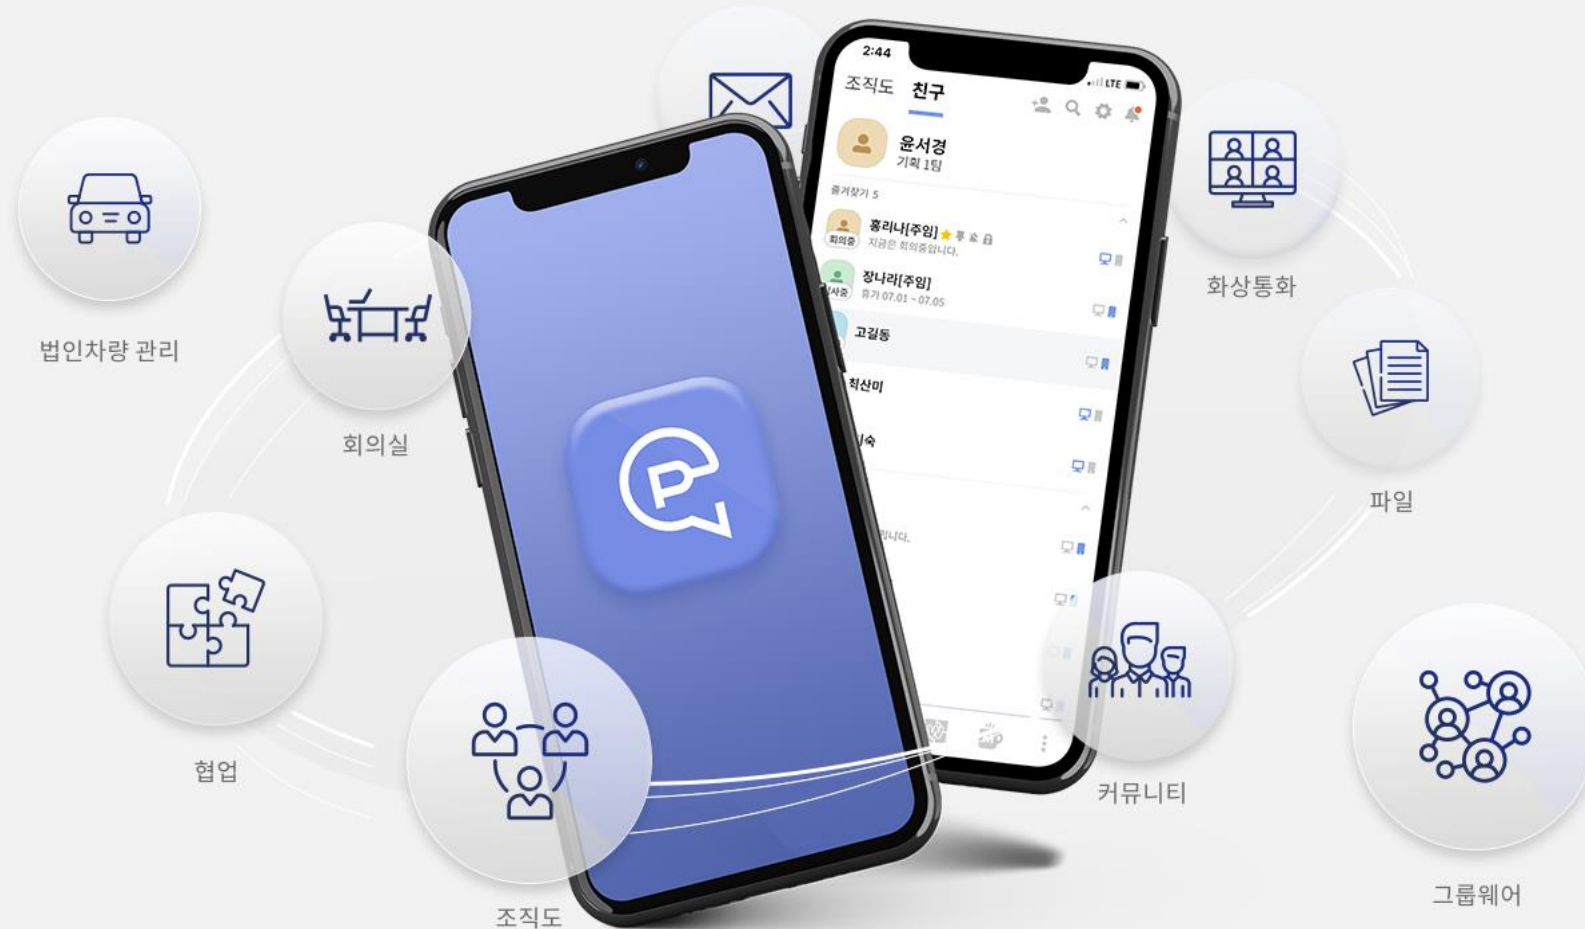 2:44
LTE
조직도 친구
윤서경
기획 1팀
즐겨찾기 5
홍리나[주임]
회의중
지금은 회의중입니다.
장나라[주임]
휴가 07.01 ~ 07.05
고길동
최산미
숙
니다.
P
법인차량 관리
회의실
협업
조직도
화상통화
파일
커뮤니티
그룹웨어